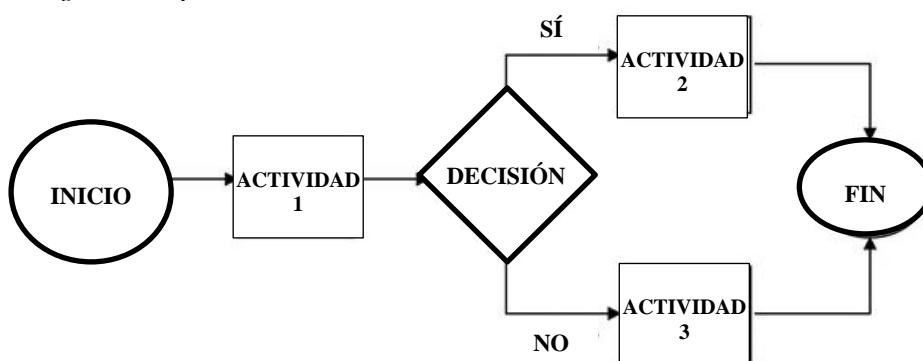 INICIO
ACTIVIDAD
1
DECISIÓN
SÍ
ACTIVIDAD
2
NO
ACTIVIDAD
3
FIN